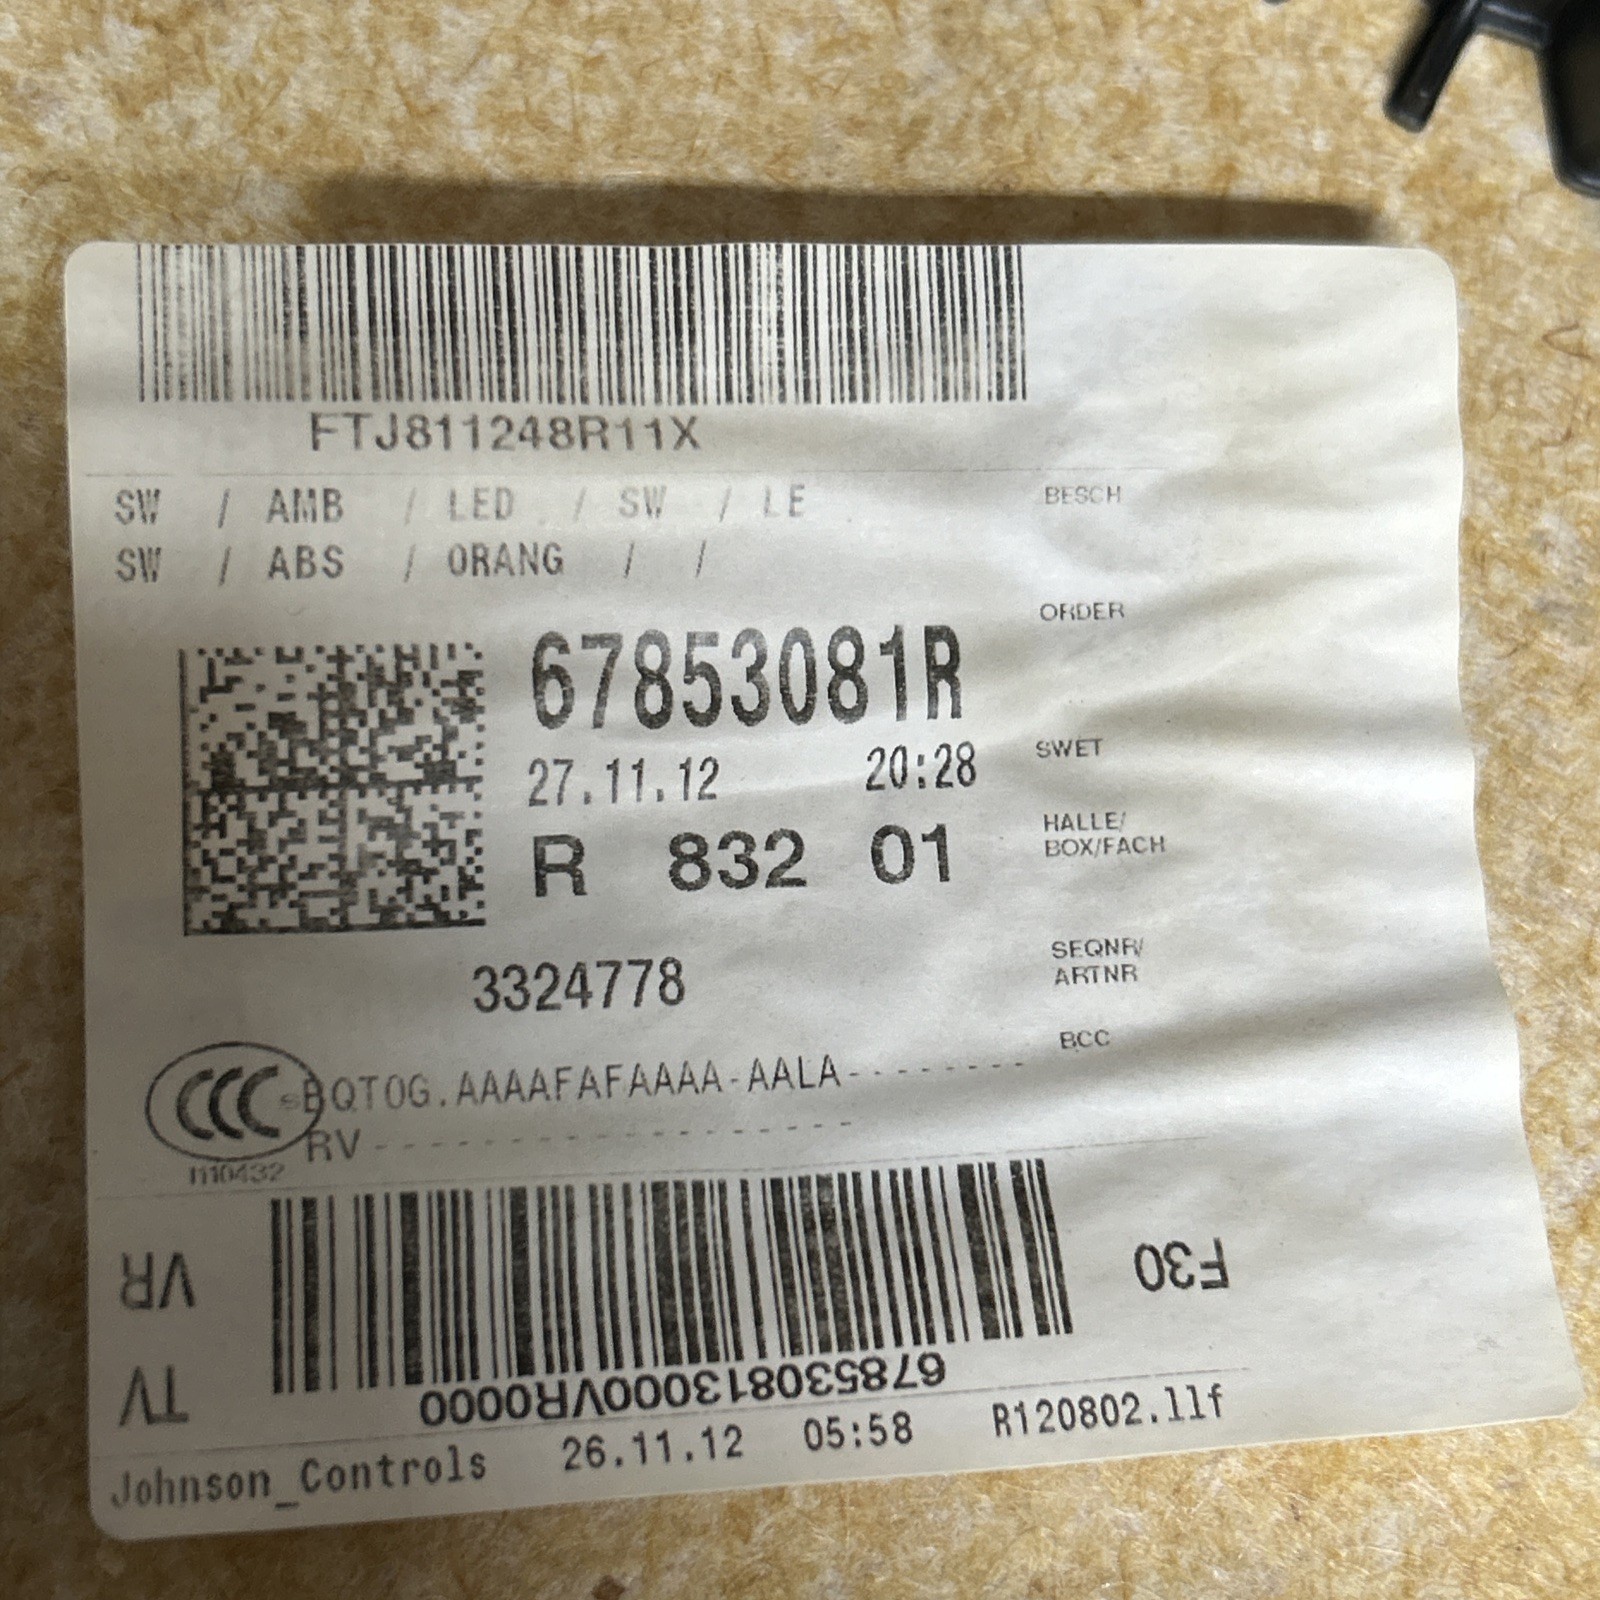 FTJ811248R11X
SW / AMB / LED / SW / LE
SW / ABS / ORANG / /
BESCH
ORDER
67853081R
27.11.12 20:28
SWET
R 832 01
HALLE/
BOX/FACH
3324778
SEQNR/
ARTNR
BCC
CCC
BQTOG.AAAAFAFAAAA-AALA--------
RV----------------
VR
F30
TV
678530813000VR0000
Johnson_Controls 26.11.12 05:58 R120802.llf